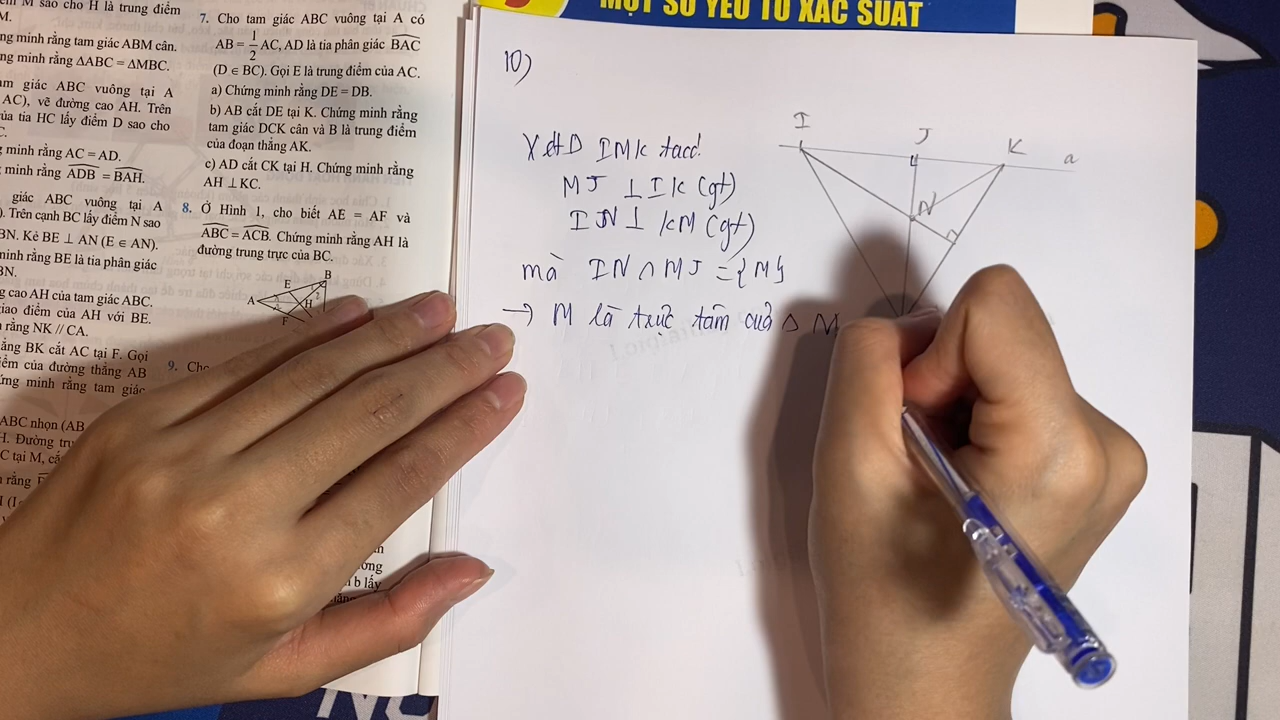 MỘT SỐ YẾU TỐ XÁC SUẤT
M sao cho H là trung điểm
M.
minh rằng tam giác ABM cân.
minh rằng ΔABC = ΔMBC.
giác ABC vuông tại A
AC), vẽ đường cao AH. Trên
tia HC lấy điểm D sao cho
minh rằng AC = AD.
minh rằng ADB = BAH.
giác ABC vuông tại A
). Trên cạnh BC lấy điểm N sao
BN. Kẻ BE ⊥ AN (E ∈ AN).
minh rằng BE là tia phân giác
BN.
cao AH của tam giác ABC.
điểm của AH với BE.
rằng NK // CA.
BK cắt AC tại F. Gọi
điểm của đường thẳng AB
minh rằng tam giác
ABC nhọn (AB
H. Đường
C tại M,
rằng
7. Cho tam giác ABC vuông tại A có
AB = 1/2 AC, AD là tia phân giác BAC
(D ∈ BC). Gọi E là trung điểm của AC.
a) Chứng minh rằng DE = DB.
b) AB cắt DE tại K. Chứng minh rằng
tam giác DCK cân và B là trung điểm
của đoạn thẳng AK.
c) AD cắt CK tại H. Chứng minh rằng
AH ⊥ KC.
8. Ở Hình 1, cho biết AE = AF và
ABC = ACB. Chứng minh rằng AH là
đường trung trực của BC.
B
E
A
H
F
9.
b lấy
10)
Xét Δ IMK tacó:
MJ ⊥ IK (gt)
IN ⊥ KM (gt)
mà IN ∩ MJ = {M}
→ M là trực tâm của Δ M
I
J
K
a
N